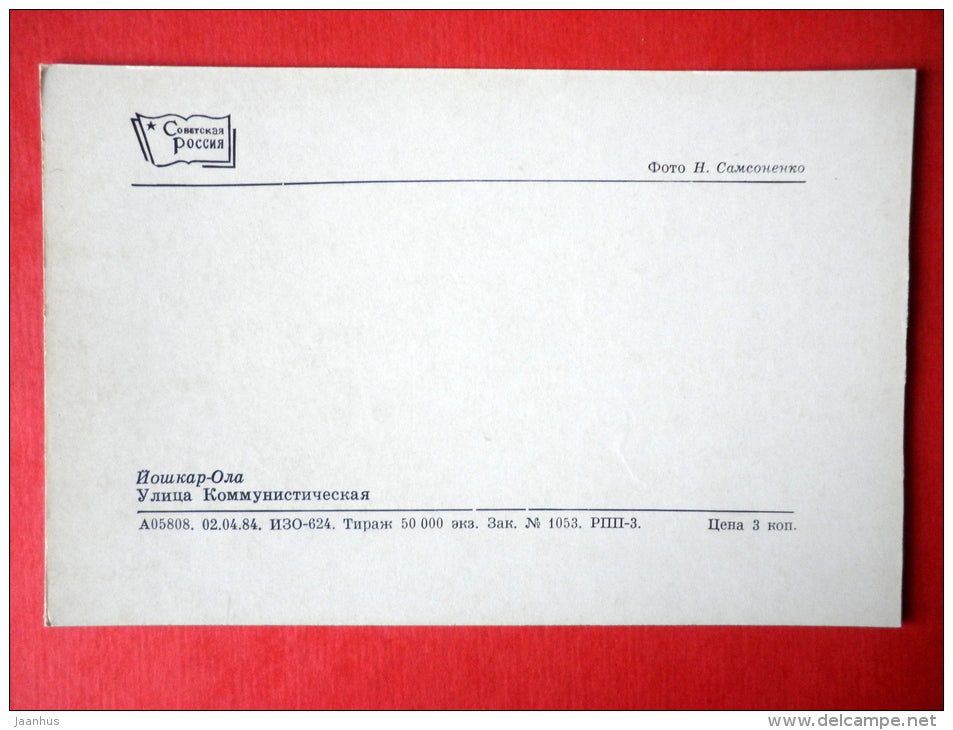 Советская
Россия
Фото Н. Самсоненко
Йошкар-Ола
Улица Коммунистическая
А05808. 02.04.84. ИЗО-624. Тираж 50 000 экз. Зак. № 1053. РПП-3. Цена 3 коп.
jaanhus
www.delcampe.net